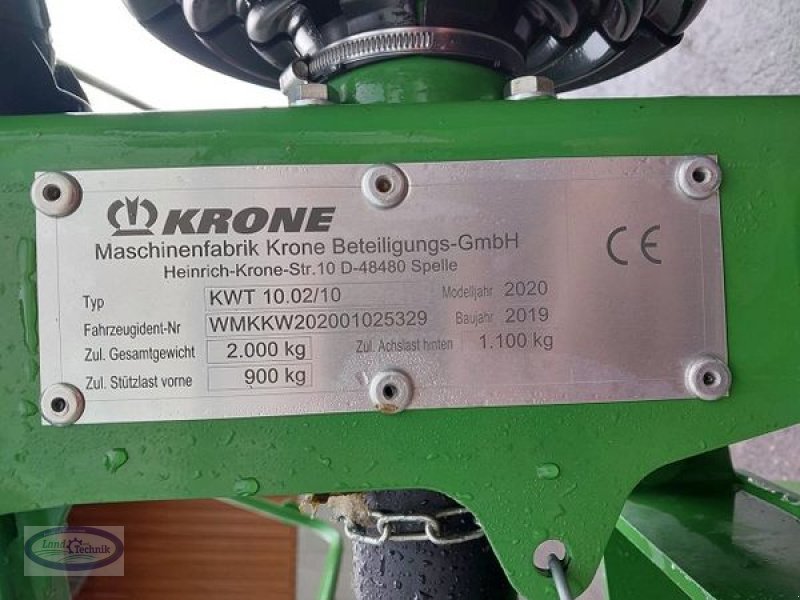 KRONE
Maschinenfabrik Krone Beteiligungs-GmbH
Heinrich-Krone-Str.10 D-48480 Spelle
Typ KWT 10.02/10 Modelljahr 2020
Fahrzeugident-Nr WMKKW202001025329 Baujahr 2019
Zul. Gesamtgewicht 2.000 kg Zul. Achslast hinten 1.100 kg
Zul. Stützlast vorne 900 kg
CE
Land
Technik